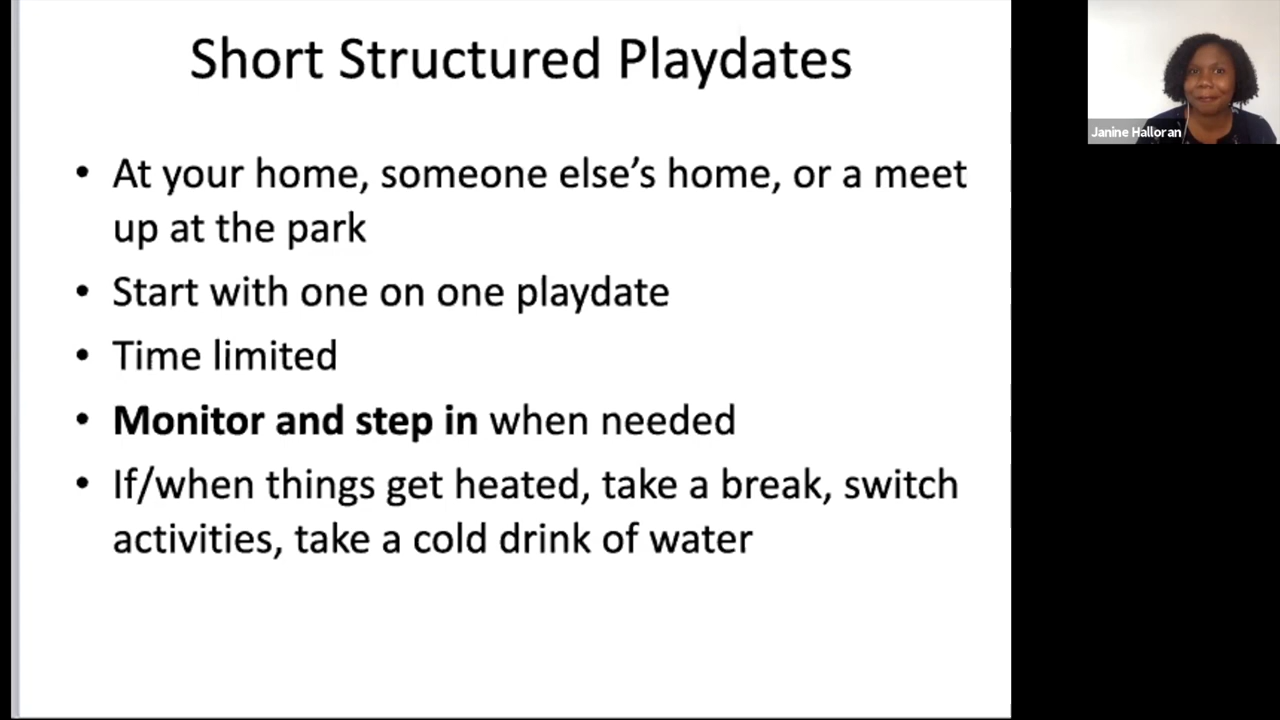 Short Structured Playdates
• At your home, someone else’s home, or a meet
up at the park
• Start with one on one playdate
• Time limited
• Monitor and step in when needed
• If/when things get heated, take a break, switch
activities, take a cold drink of water
Janine Halloran